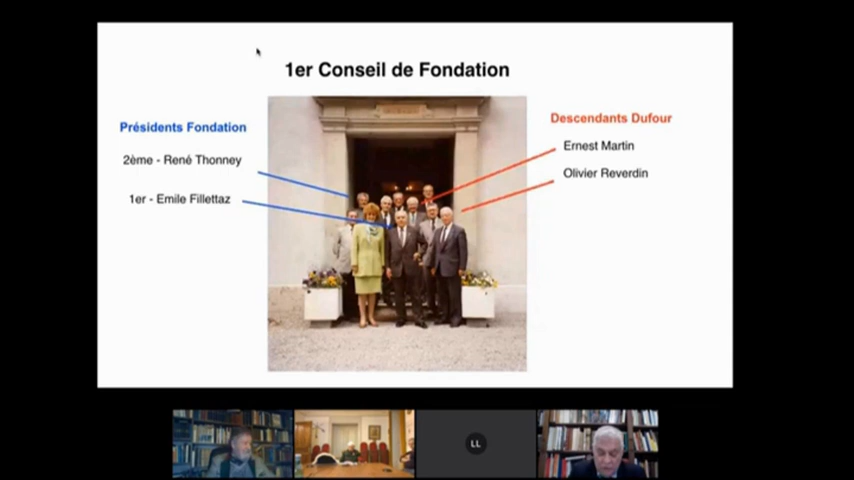 1er Conseil de Fondation
Présidents Fondation
2ème - René Thonney
1er - Emile Fillettaz
Descendants Dufour
Ernest Martin
Olivier Reverdin
LL